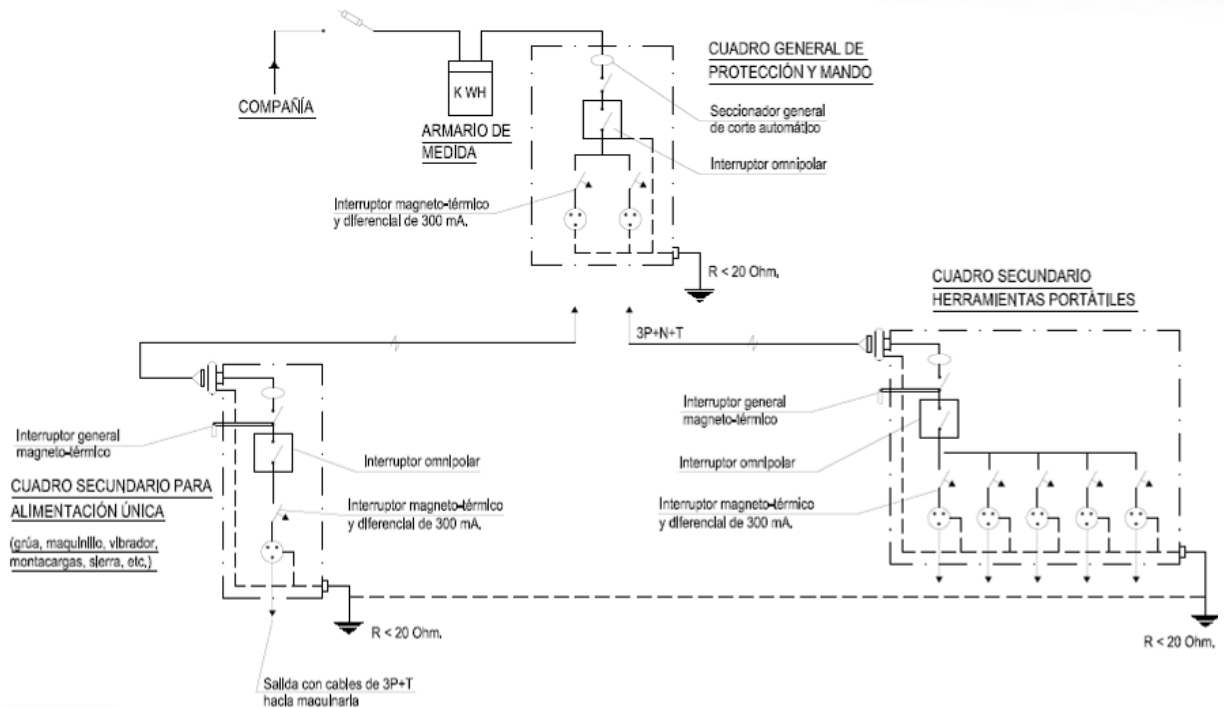 COMPAÑÍA
K WH
ARMARIO DE
MEDIDA
CUADRO GENERAL DE
PROTECCIÓN Y MANDO
Seccionador general
de corte automático
Interruptor omnipolar
Interruptor magneto-térmico
y diferencial de 300 mA.
R < 20 Ohm.
CUADRO SECUNDARIO
HERRAMIENTAS PORTÁTILES
3P+N+T
Interruptor general
magneto-térmico
Interruptor omnipolar
Interruptor magneto-térmico
y diferencial de 300 mA.
R < 20 Ohm.
Interruptor general
magneto-térmico
Interruptor omnipolar
CUADRO SECUNDARIO PARA
ALIMENTACIÓN ÚNICA
(grúa, maquinillo, vibrador,
montacargas, sierra, etc,)
Interruptor magneto-térmico
y diferencial de 300 mA.
R < 20 Ohm.
Salida con cables de 3P+T
hacia maquinaria